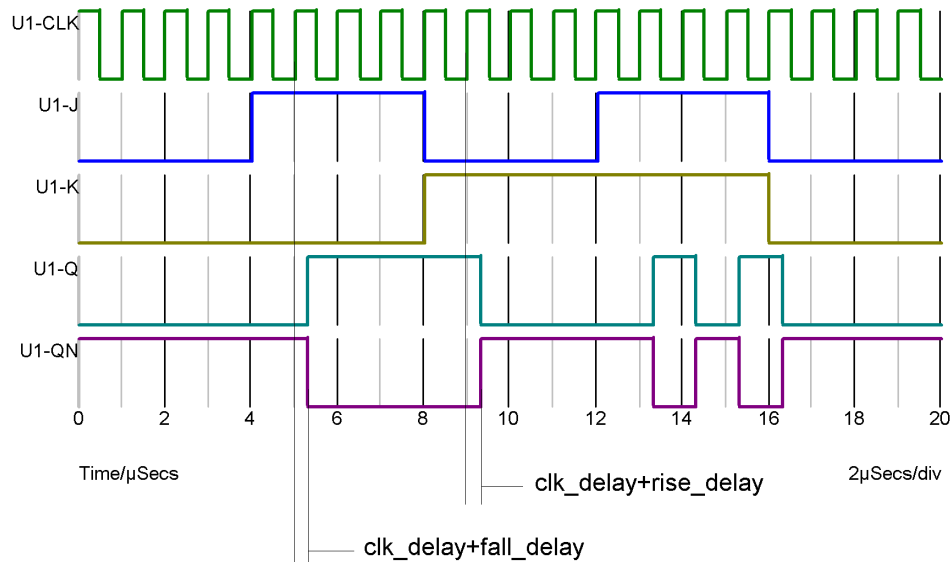 U1-CLK
U1-J
U1-K
U1-Q
U1-QN
0 2 4 6 8 10 12 14 16 18 20
Time/µSecs 2µSecs/div
clk_delay+rise_delay
clk_delay+fall_delay